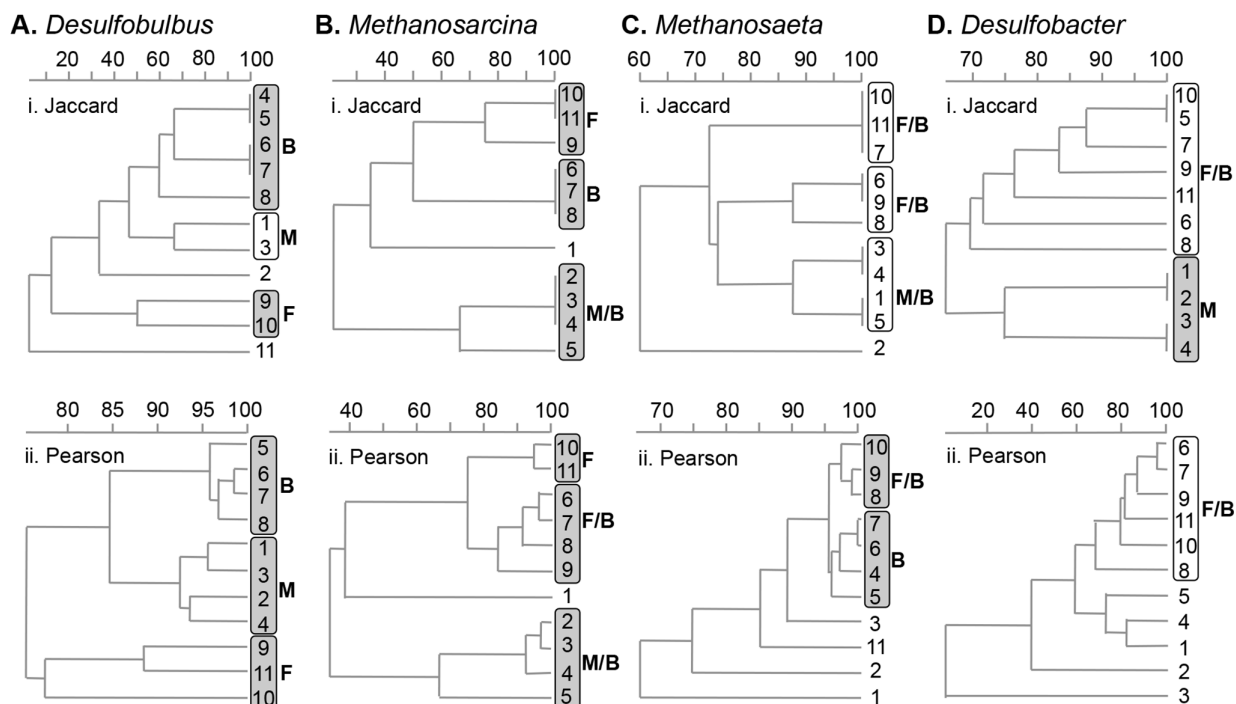 A. Desulfobulbus
20 40 60 80 100
i. Jaccard
4
5
6
7
8
B
1
3
M
2
9
10
F
11
80 85 90 95 100
ii. Pearson
5
6
7
8
B
1
3
2
4
M
9
11
10
F
B. Methanosarcina
20 40 60 80 100
i. Jaccard
10
11
9
F
6
7
8
B
1
2
3
4
5
M/B
40 60 80 100
ii. Pearson
10
11
F
6
7
8
9
F/B
1
2
3
4
5
M/B
C. Methanosaeta
60 70 80 90 100
i. Jaccard
10
11
7
F/B
6
9
8
F/B
3
4
1
5
M/B
2
70 80 90 100
ii. Pearson
10
9
8
F/B
7
6
4
5
B
3
11
2
1
D. Desulfobacter
70 80 90 100
i. Jaccard
10
5
7
9
11
6
8
F/B
1
2
3
4
M
20 40 60 80 100
ii. Pearson
6
7
9
11
10
8
F/B
5
4
1
2
3